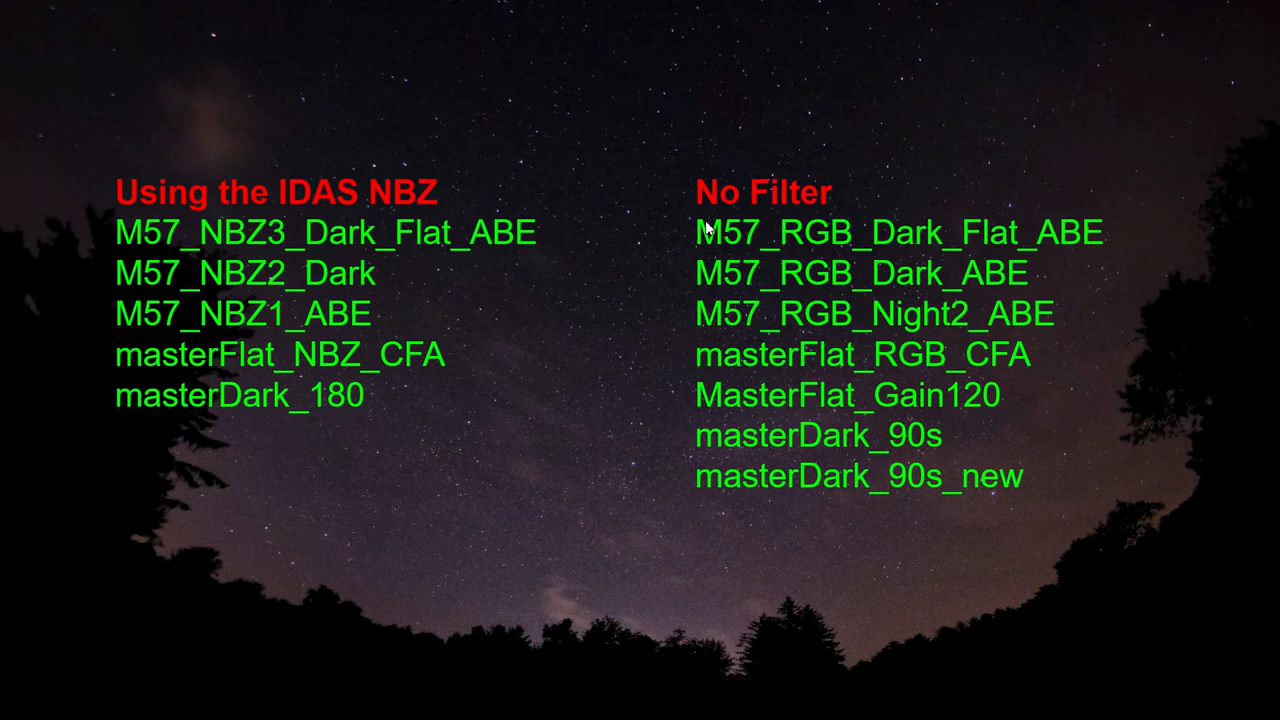 Using the IDAS NBZ
M57_NBZ3_Dark_Flat_ABE
M57_NBZ2_Dark
M57_NBZ1_ABE
masterFlat_NBZ_CFA
masterDark_180
No Filter
M57_RGB_Dark_Flat_ABE
M57_RGB_Dark_ABE
M57_RGB_Night2_ABE
masterFlat_RGB_CFA
MasterFlat_Gain120
masterDark_90s
masterDark_90s_new